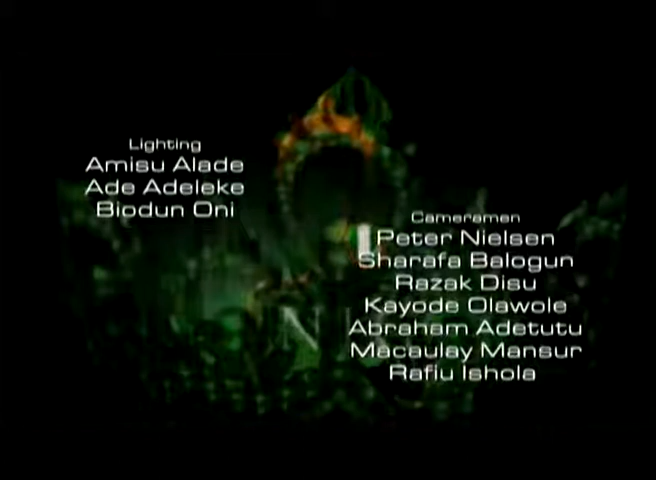 Lighting
Amisu Alade
Ade Adeleke
Biodun Oni
Cameramen
Peter Nielsen
Sharafa Balogun
Razak Disu
Kayode Olawole
Abraham Adetutu
Macaulay Mansur
Rafiu Ishola